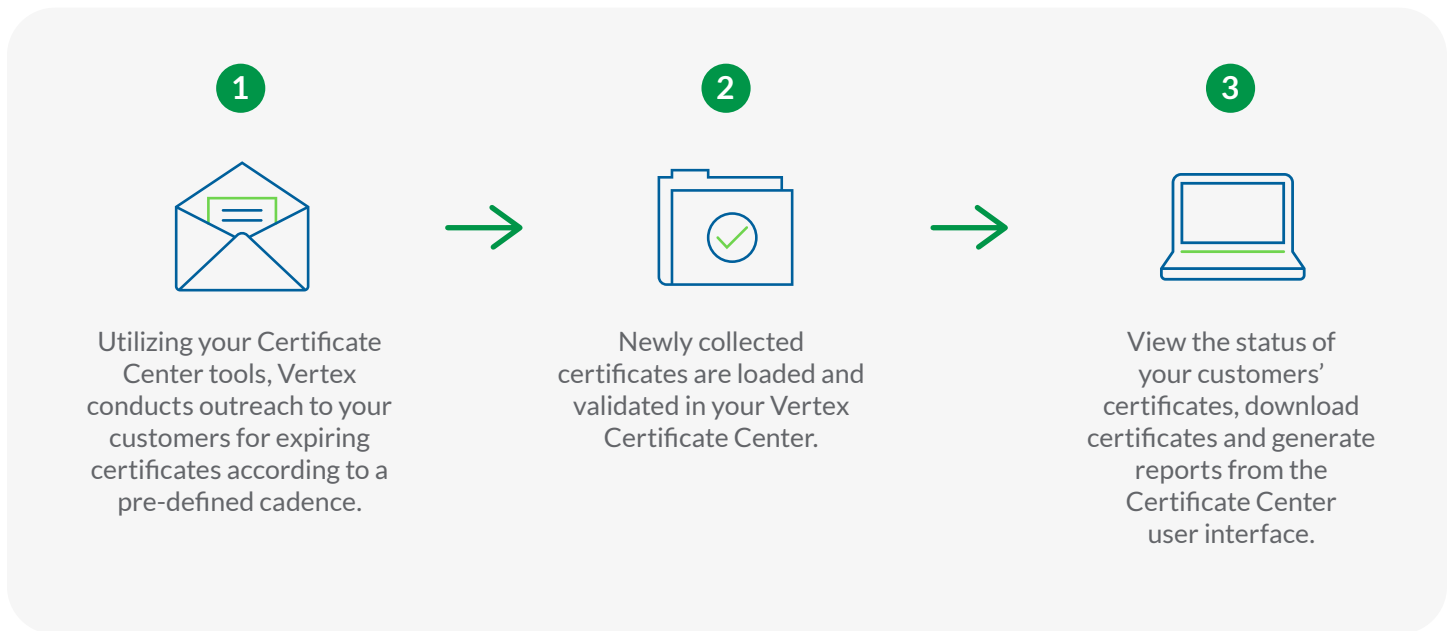 1
Utilizing your Certificate
Center tools, Vertex
conducts outreach to your
customers for expiring
certificates according to a
pre-defined cadence.
2
Newly collected
certificates are loaded and
validated in your Vertex
Certificate Center.
3
View the status of
your customers’
certificates, download
certificates and generate
reports from the
Certificate Center
user interface.